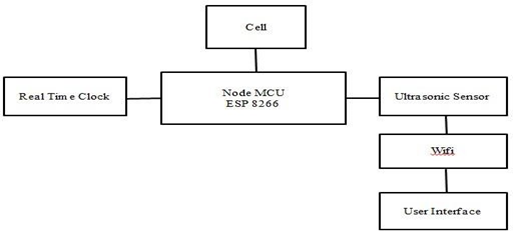 Cell
Real Time Clock
Node MCU
ESP 8266
Ultrasonic Sensor
Wifi
User Interface